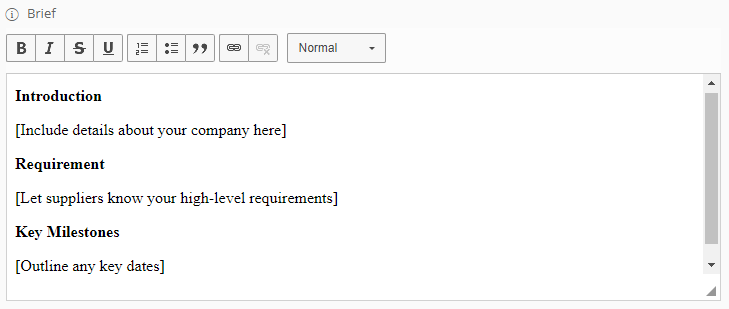 Brief
B I S U Normal
Introduction
[Include details about your company here]
Requirement
[Let suppliers know your high-level requirements]
Key Milestones
[Outline any key dates]